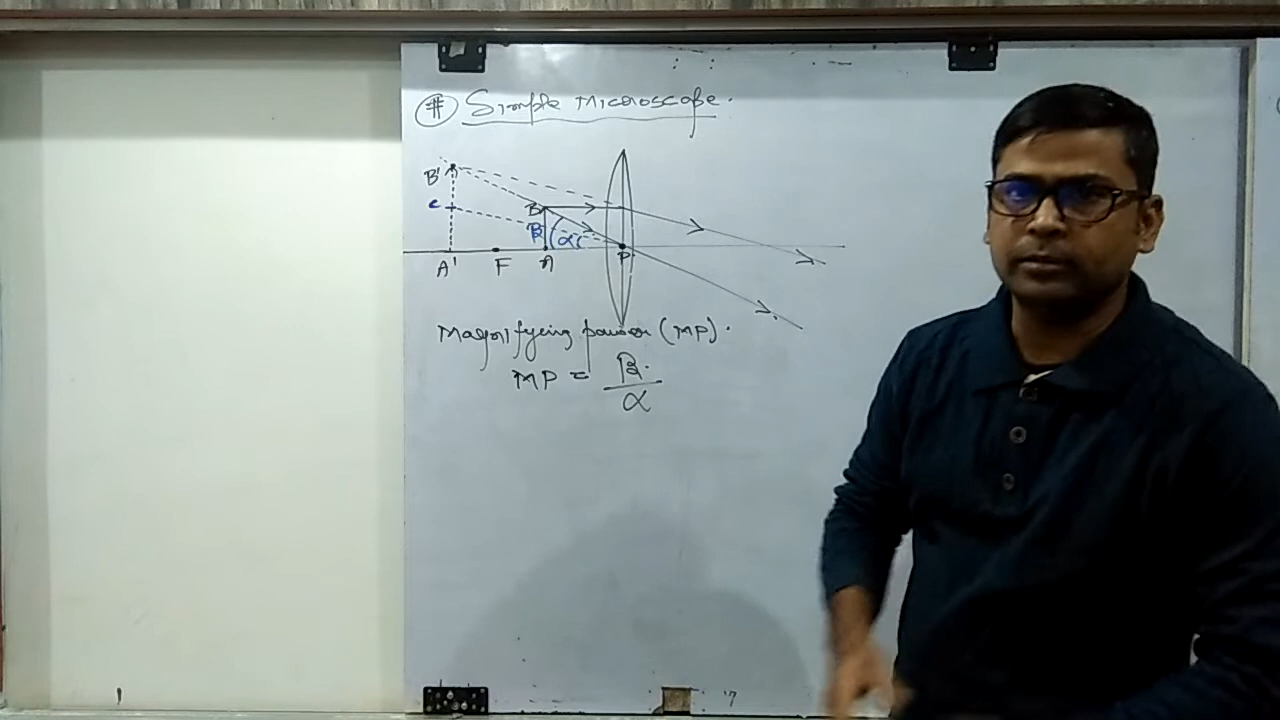 # Simple Microscope.
B'
c
B
β
α
A'
F
A
P
Magnifying power (MP).
MP = β / α